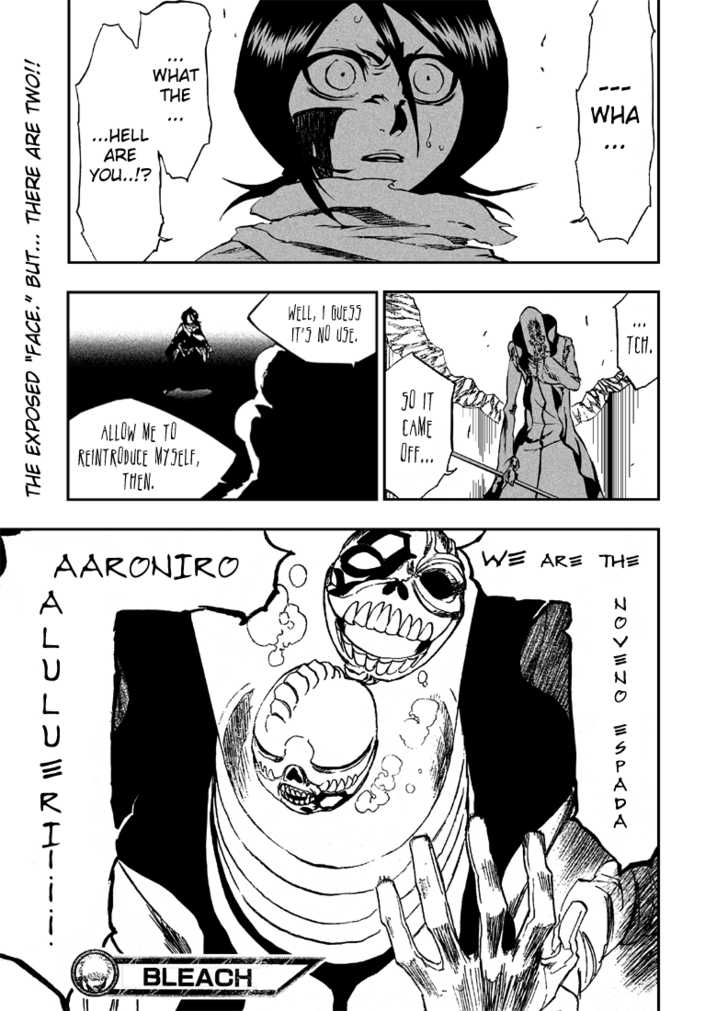 THE EXPOSED "FACE." BUT... THERE ARE TWO!!
---
WHA
...
...
WHAT
THE
...
...HELL
ARE
YOU..!?
...
TCH.
SO IT
CAME
OFF...
WELL, I GUESS
IT'S NO USE.
ALLOW ME TO
REINTRODUCE MYSELF,
THEN.
WE ARE THE
NOVENO ESPADA
AARONIRO
ALULUERI....
BLEACH